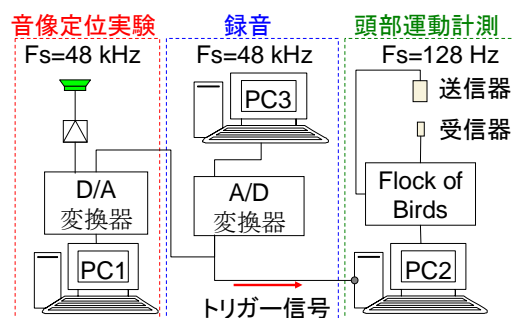 音像定位実験
Fs=48 kHz
D/A
変換器
PC1
録音
Fs=48 kHz
PC3
A/D
変換器
トリガー信号
頭部運動計測
Fs=128 Hz
送信器
受信器
Flock of
Birds
PC2